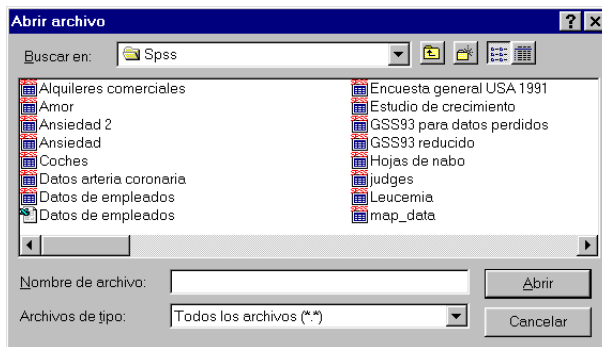 Abrir archivo
Buscar en: Spss
Alquileres comerciales
Amor
Ansiedad 2
Ansiedad
Coches
Datos arteria coronaria
Datos de empleados
Datos de empleados
Encuesta general USA 1991
Estudio de crecimiento
GSS93 para datos perdidos
GSS93 reducido
Hojas de nabo
judges
Leucemia
map_data
Nombre de archivo:
Abrir
Archivos de tipo: Todos los archivos (*.*)
Cancelar